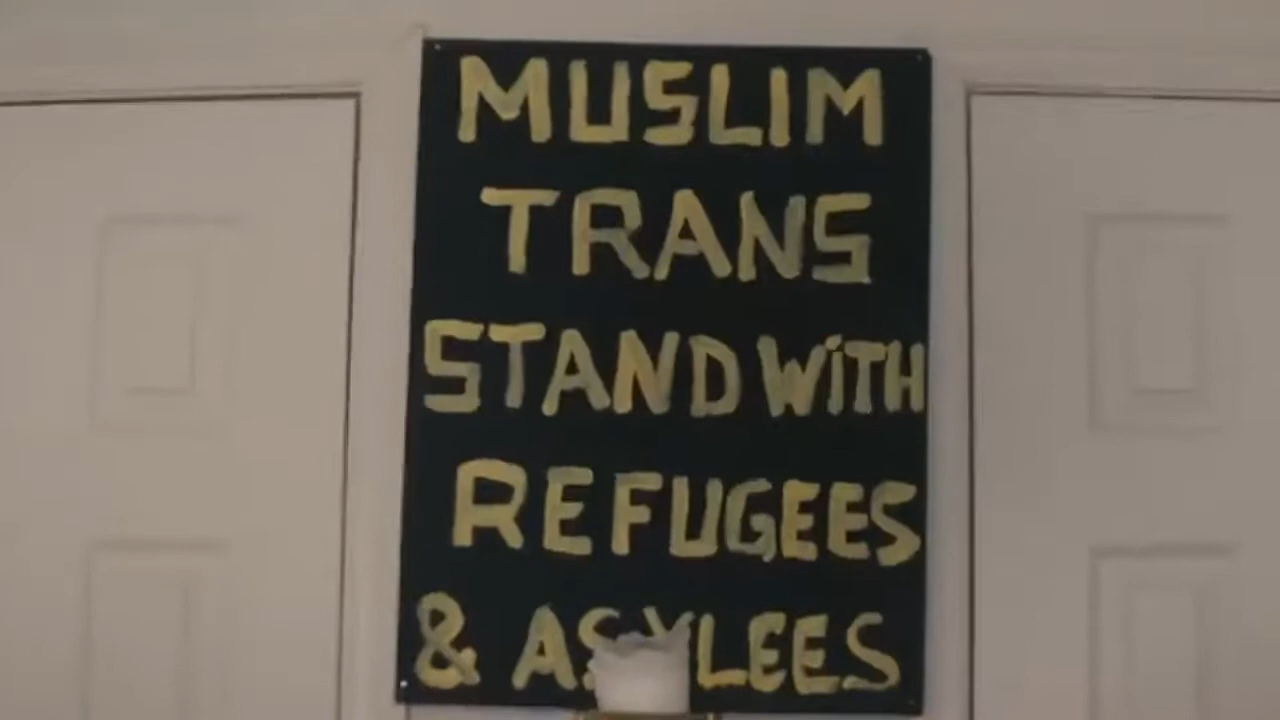 MUSLIM
TRANS
STAND WiTH
REFUGEES
& ASYLEES